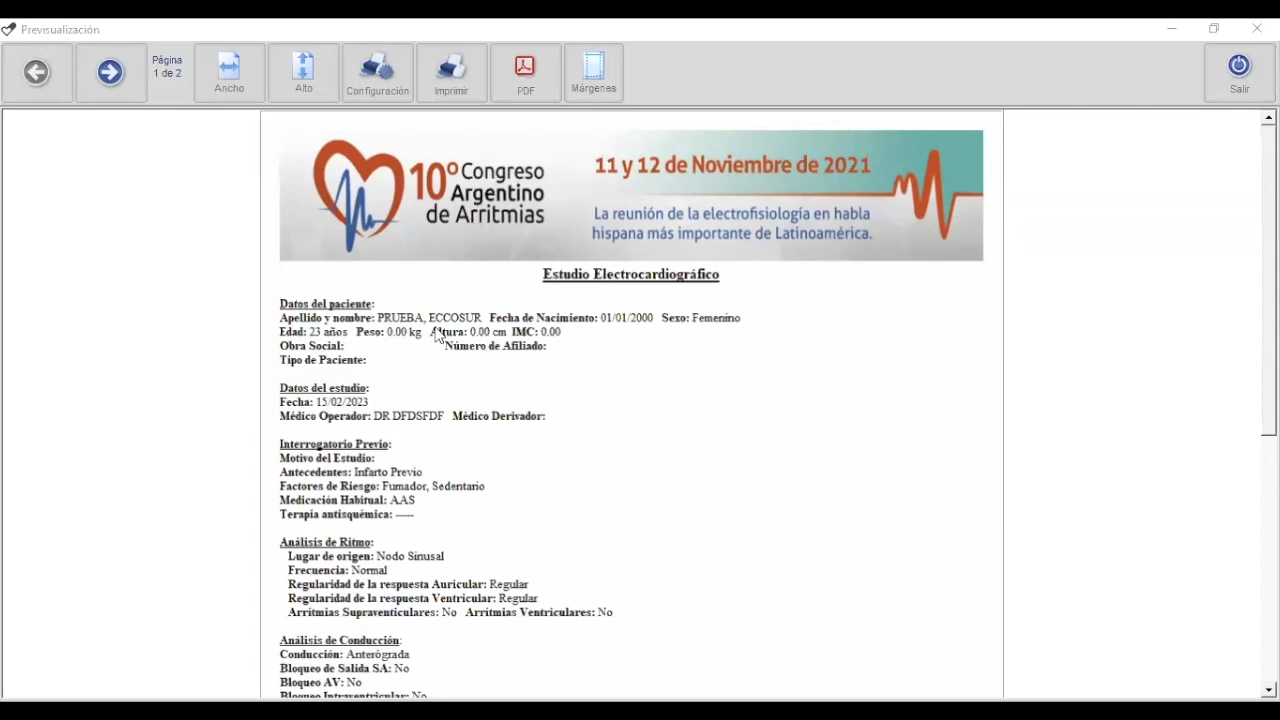 Previsualización
Página
1 de 2
Ancho
Alto
Configuración
Imprimir
PDF
Márgenes
Salir
10º Congreso
Argentino
de Arritmias
11 y 12 de Noviembre de 2021
La reunión de la electrofisiología en habla
hispana más importante de Latinoamérica.
Estudio Electrocardiográfico
Datos del paciente:
Apellido y nombre: PRUEBA, ECCOSUR Fecha de Nacimiento: 01/01/2000 Sexo: Femenino
Edad: 23 años Peso: 0.00 kg Altura: 0.00 cm IMC: 0.00
Obra Social: Número de Afiliado:
Tipo de Paciente:
Datos del estudio:
Fecha: 15/02/2023
Médico Operador: DR DFDSFDF Médico Derivador:
Interrogatorio Previo:
Motivo del Estudio:
Antecedentes: Infarto Previo
Factores de Riesgo: Fumador, Sedentario
Medicación Habitual: AAS
Terapia antisquémica: -----
Análisis de Ritmo:
Lugar de origen: Nodo Sinusal
Frecuencia: Normal
Regularidad de la respuesta Auricular: Regular
Regularidad de la respuesta Ventricular: Regular
Arritmias Supraventiculares: No Arritmias Ventriculares: No
Análisis de Conducción:
Conducción: Anterógrada
Bloqueo de Salida SA: No
Bloqueo AV: No
Bloqueo Intraventricular: No